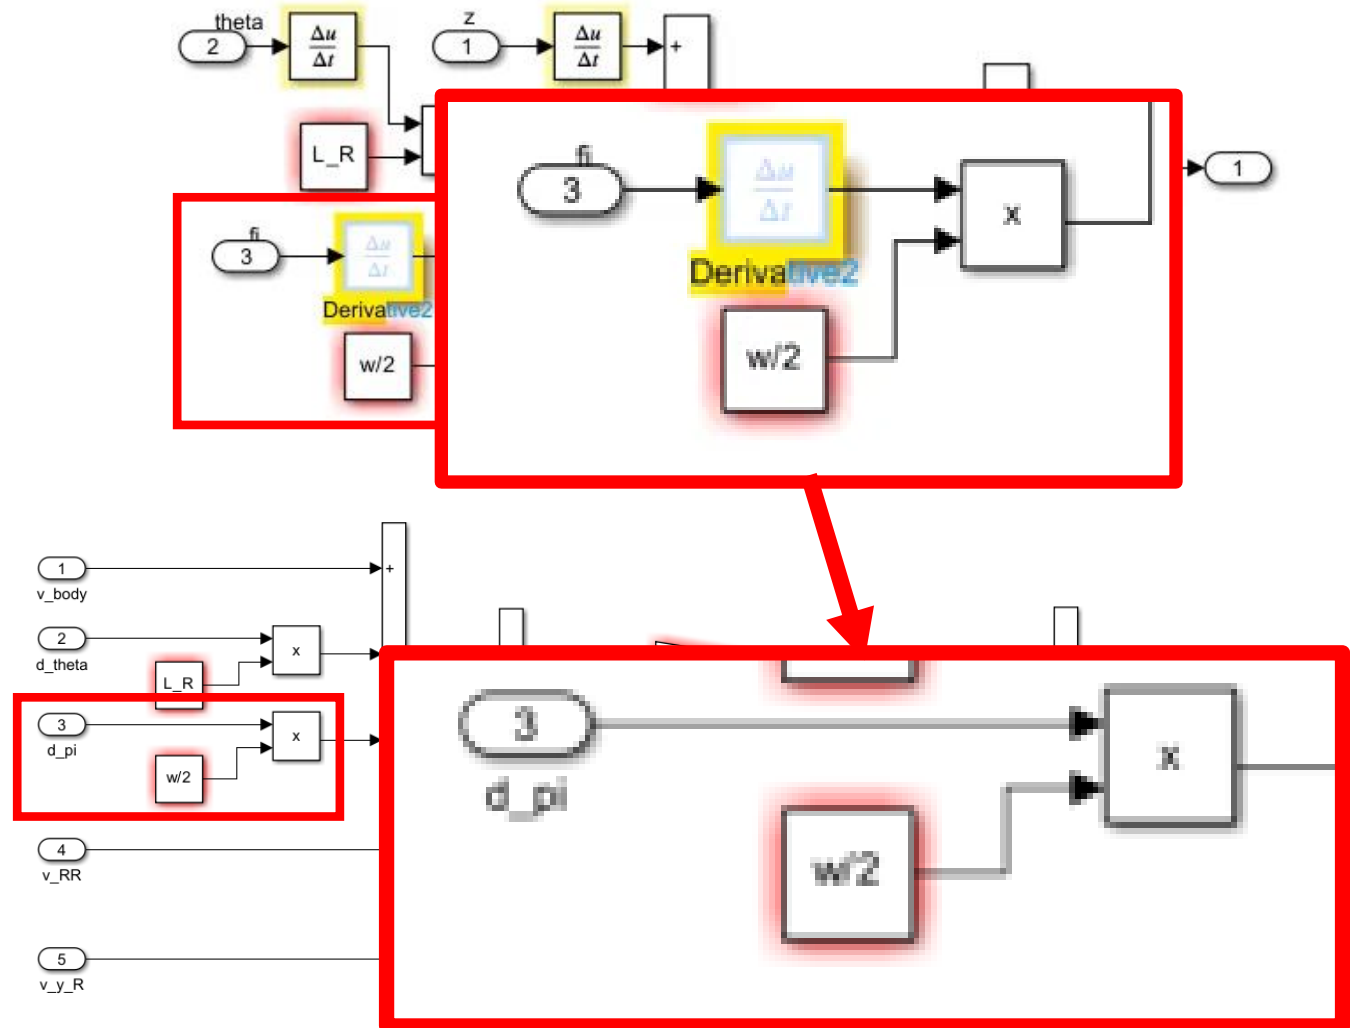 theta
2
Δu
Δt
z
1
Δu
Δt
+
L_R
fi
3
Δu
Δt
Derivative2
w/2
fi
3
Δu
Δt
Derivative2
w/2
x
1
1
v_body
+
2
d_theta
x
L_R
3
d_pi
x
w/2
4
v_RR
5
v_y_R
3
d_pi
x
w/2